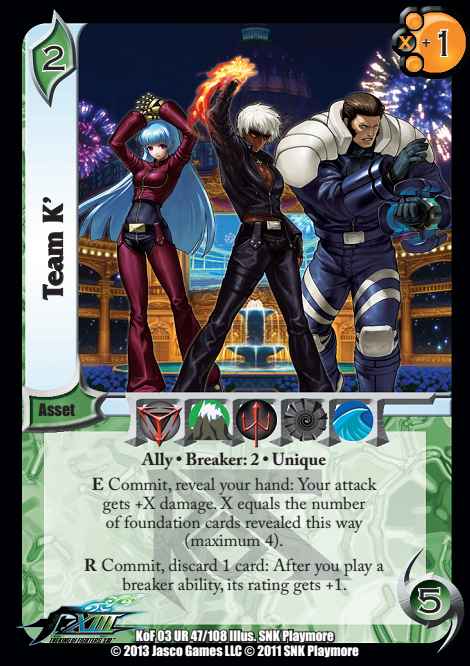 2
X + 1
Team K'
Asset
Ally • Breaker: 2 • Unique
E Commit, reveal your hand: Your attack
gets +X damage. X equals the number
of foundation cards revealed this way
(maximum 4).
R Commit, discard 1 card: After you play a
breaker ability, its rating gets +1.
5
XIII
KoF 03 UR 47/108 Illus. SNK Playmore
© 2013 Jasco Games LLC © 2011 SNK Playmore